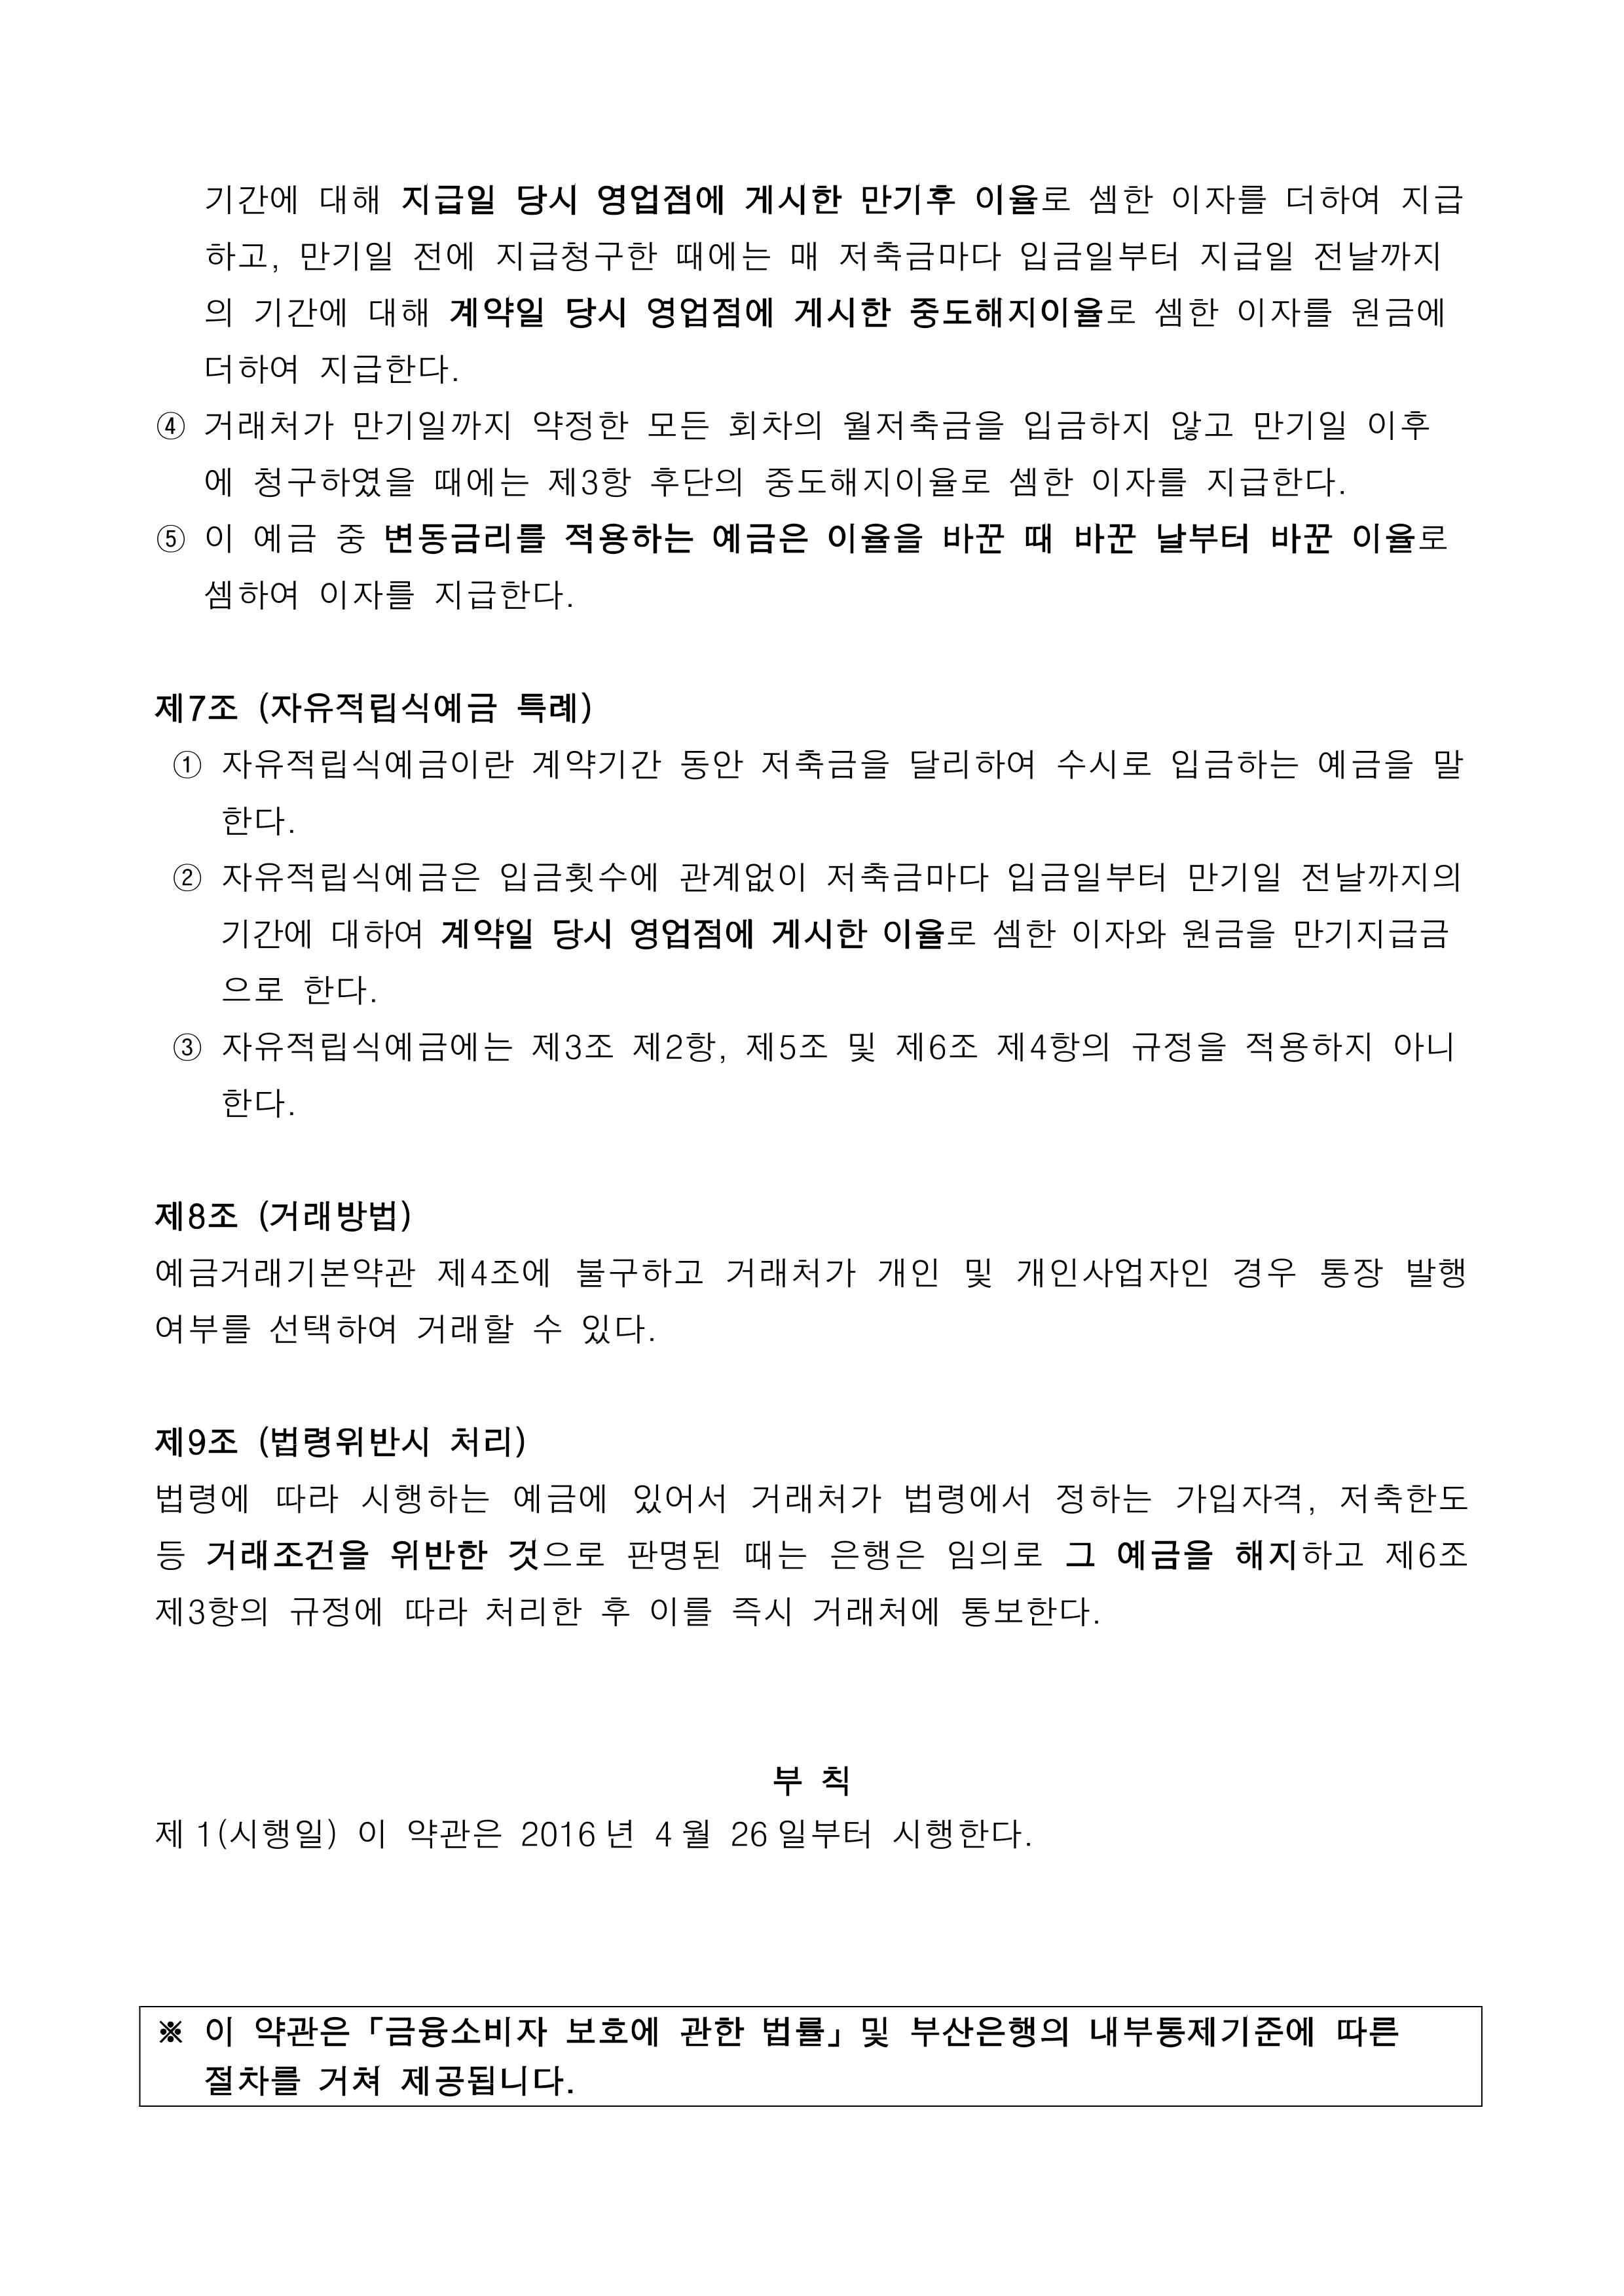 기간에 대해 지급일 당시 영업점에 게시한 만기후 이율로 셈한 이자를 더하여 지급
하고, 만기일 전에 지급청구한 때에는 매 저축금마다 입금일부터 지급일 전날까지
의 기간에 대해 계약일 당시 영업점에 게시한 중도해지이율로 셈한 이자를 원금에
더하여 지급한다.
④ 거래처가 만기일까지 약정한 모든 회차의 월저축금을 입금하지 않고 만기일 이후
에 청구하였을 때에는 제3항 후단의 중도해지이율로 셈한 이자를 지급한다.
⑤ 이 예금 중 변동금리를 적용하는 예금은 이율을 바꾼 때 바꾼 날부터 바꾼 이율로
셈하여 이자를 지급한다.
제7조 (자유적립식예금 특례)
① 자유적립식예금이란 계약기간 동안 저축금을 달리하여 수시로 입금하는 예금을 말
한다.
② 자유적립식예금은 입금횟수에 관계없이 저축금마다 입금일부터 만기일 전날까지의
기간에 대하여 계약일 당시 영업점에 게시한 이율로 셈한 이자와 원금을 만기지급금
으로 한다.
③ 자유적립식예금에는 제3조 제2항, 제5조 및 제6조 제4항의 규정을 적용하지 아니
한다.
제8조 (거래방법)
예금거래기본약관 제4조에 불구하고 거래처가 개인 및 개인사업자인 경우 통장 발행
여부를 선택하여 거래할 수 있다.
제9조 (법령위반시 처리)
법령에 따라 시행하는 예금에 있어서 거래처가 법령에서 정하는 가입자격, 저축한도
등 거래조건을 위반한 것으로 판명된 때는 은행은 임의로 그 예금을 해지하고 제6조
제3항의 규정에 따라 처리한 후 이를 즉시 거래처에 통보한다.
부 칙
제 1(시행일) 이 약관은 2016 년 4 월 26 일부터 시행한다.
※ 이 약관은「금융소비자 보호에 관한 법률」및 부산은행의 내부통제기준에 따른
절차를 거쳐 제공됩니다.